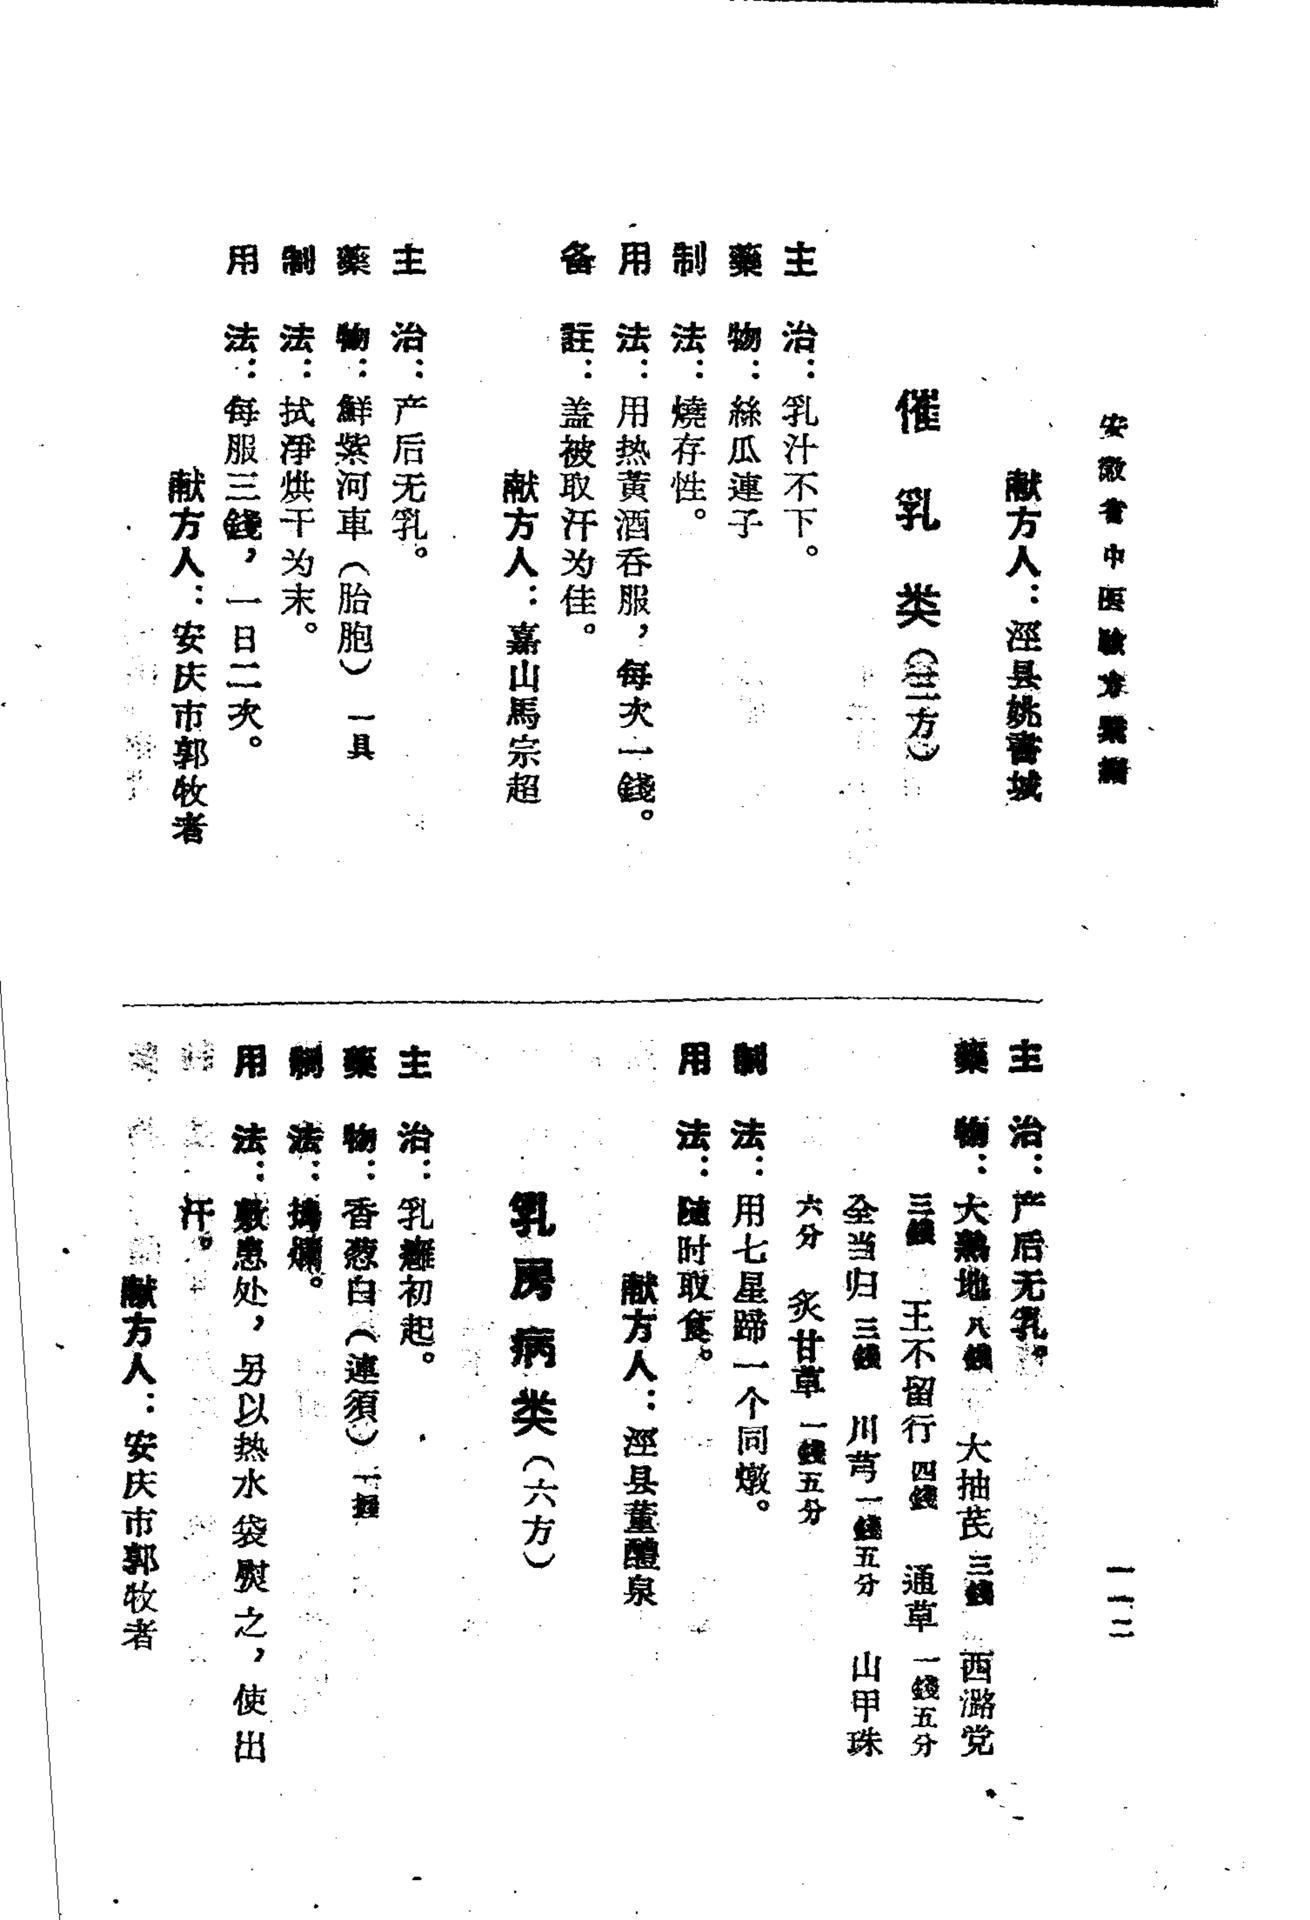 安徽省中医驗方彙編
献方人：涇县姚書城
催乳类（三方）
主　治：乳汁不下。
藥　物：絲瓜連子
制　法：燒存性。
用　法：用热黃酒吞服，每次一錢。
备　註：盖被取汗为佳。
献方人：嘉山馬宗超
主　治：产后无乳。
藥　物：鮮紫河車（胎胞）一具
制　法：拭淨烘干为末。
用　法：每服三錢，一日二次。
献方人：安庆市郭牧者
一一二
主　治：产后无乳。
藥　物：大熟地八錢　大抽芪三錢　西潞党
三錢　王不留行四錢　通草一錢五分
全当归三錢　川芎一錢五分　山甲珠
六分　炙甘草一錢五分
制　法：用七星蹄一个同燉。
用　法：随时取食。
献方人：涇县董醴泉
乳房病类（六方）
主　治：乳癰初起。
藥　物：香葱白（連須）一握
制　法：搗爛。
用　法：敷患处，另以热水袋熨之，使出
汗。
献方人：安庆市郭牧者